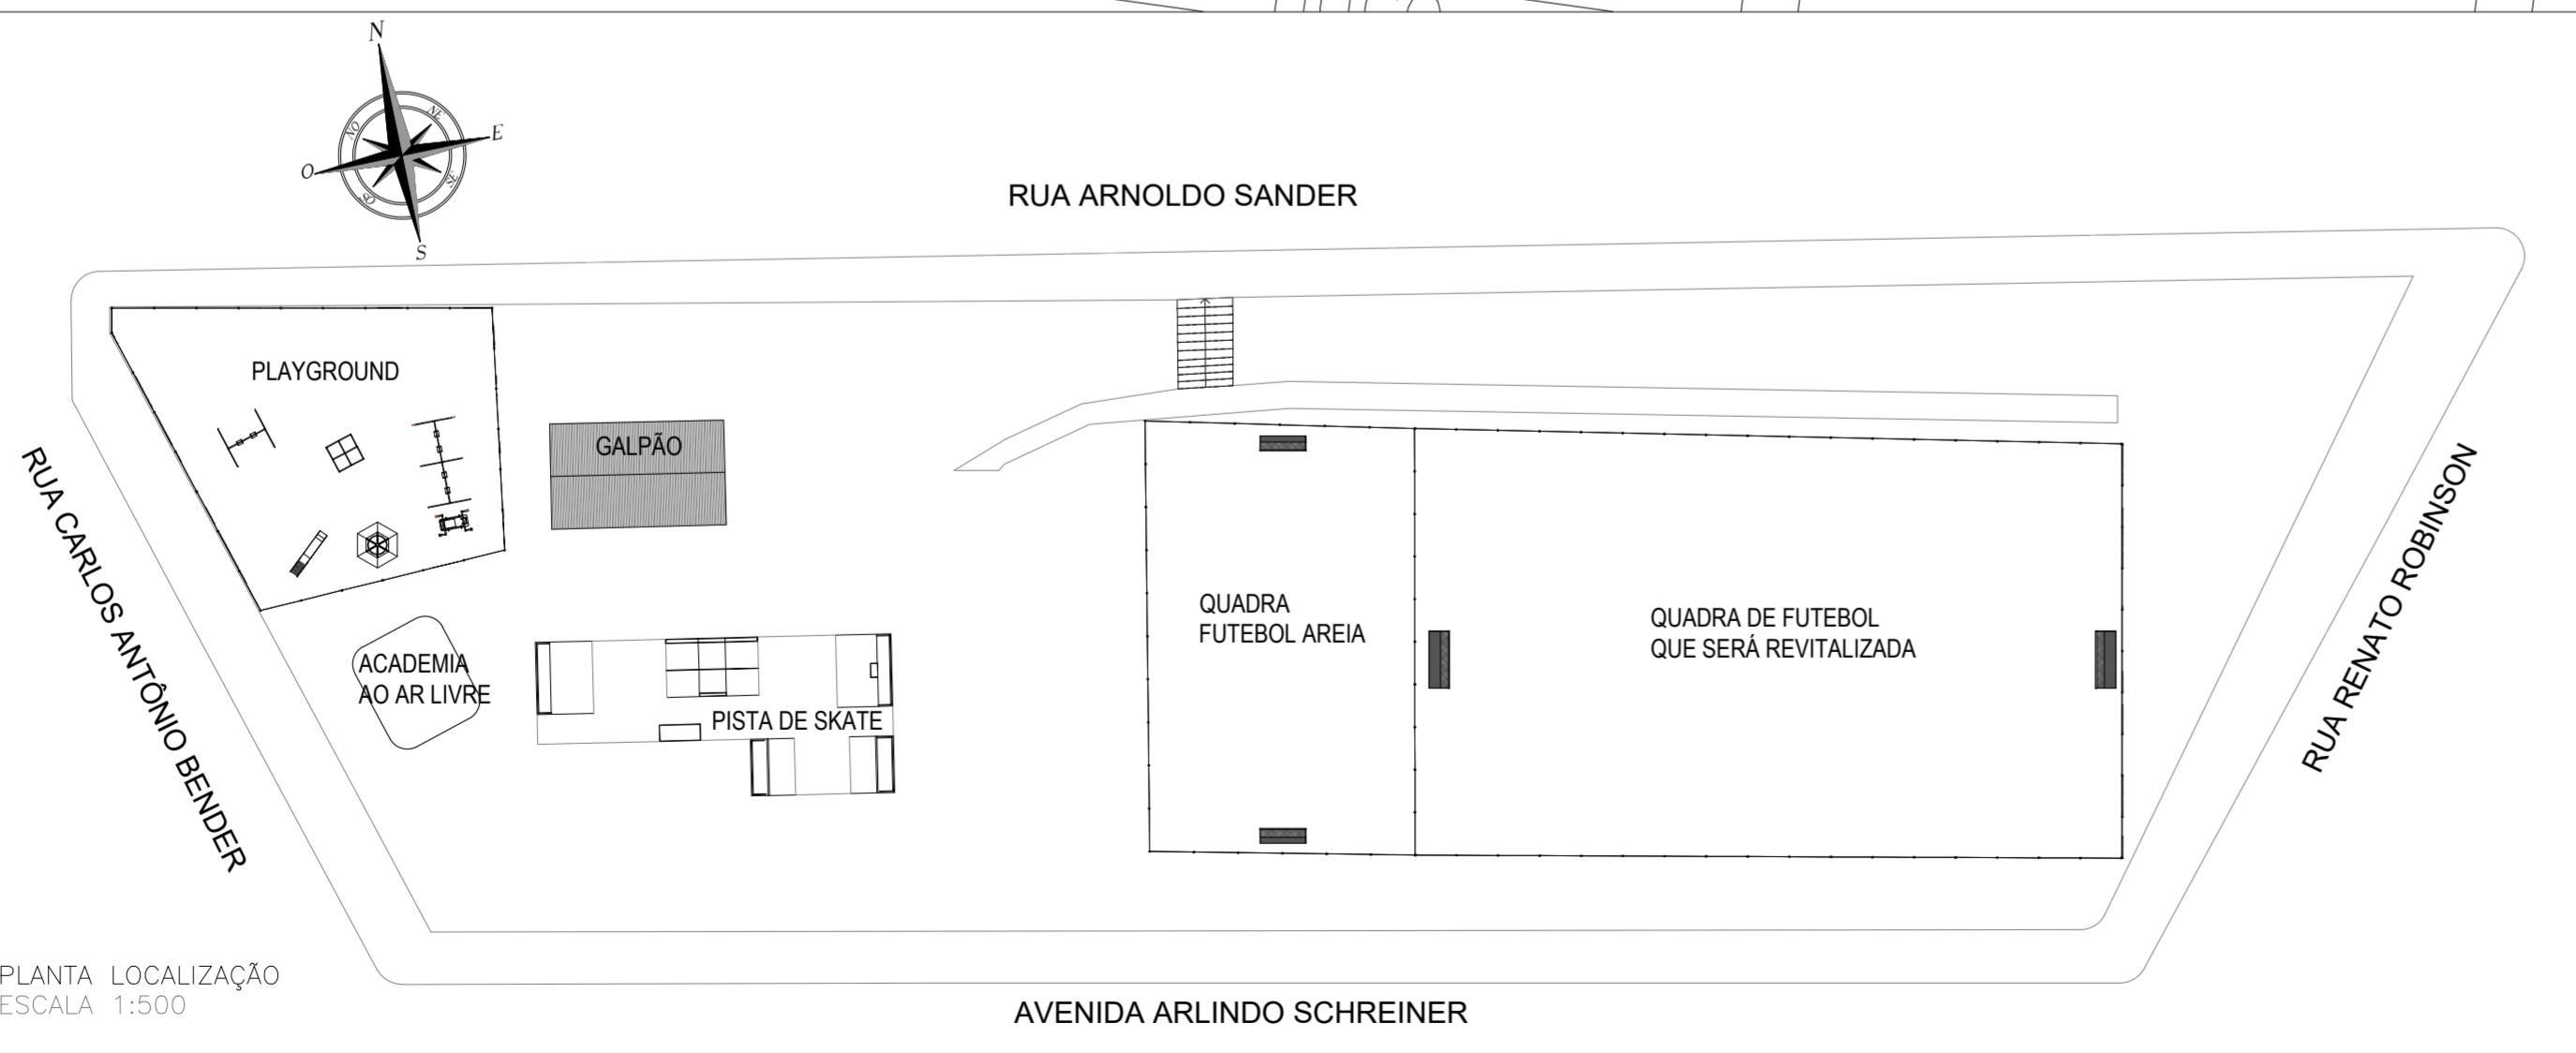 N
NE
NO
E
O
SE
SO
S
RUA ARNOLDO SANDER
PLAYGROUND
GALPÃO
RUA CARLOS ANTÔNIO BENDER
QUADRA
FUTEBOL AREIA
QUADRA DE FUTEBOL
QUE SERÁ REVITALIZADA
RUA RENATO ROBINSON
ACADEMIA
AO AR LIVRE
PISTA DE SKATE
PLANTA LOCALIZAÇÃO
ESCALA 1:500
AVENIDA ARLINDO SCHREINER